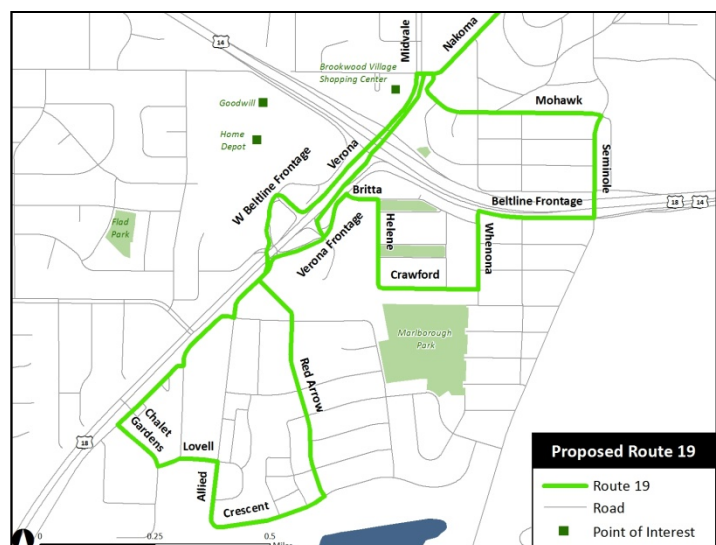 14
Midvale
Nakoma
Brookwood Village
Shopping Center
Goodwill
Mohawk
Home
Depot
Verona
W Beltline Frontage
Seminole
Britta
Beltline Frontage
18
14
Flad
Park
Helene
Whenona
Verona Frontage
Crawford
Marlborough
Park
Red Arrow
Chalet
Gardens
18
Lovell
Allied
Crescent
0
0.25
0.5
Miles
Proposed Route 19
Route 19
Road
Point of Interest